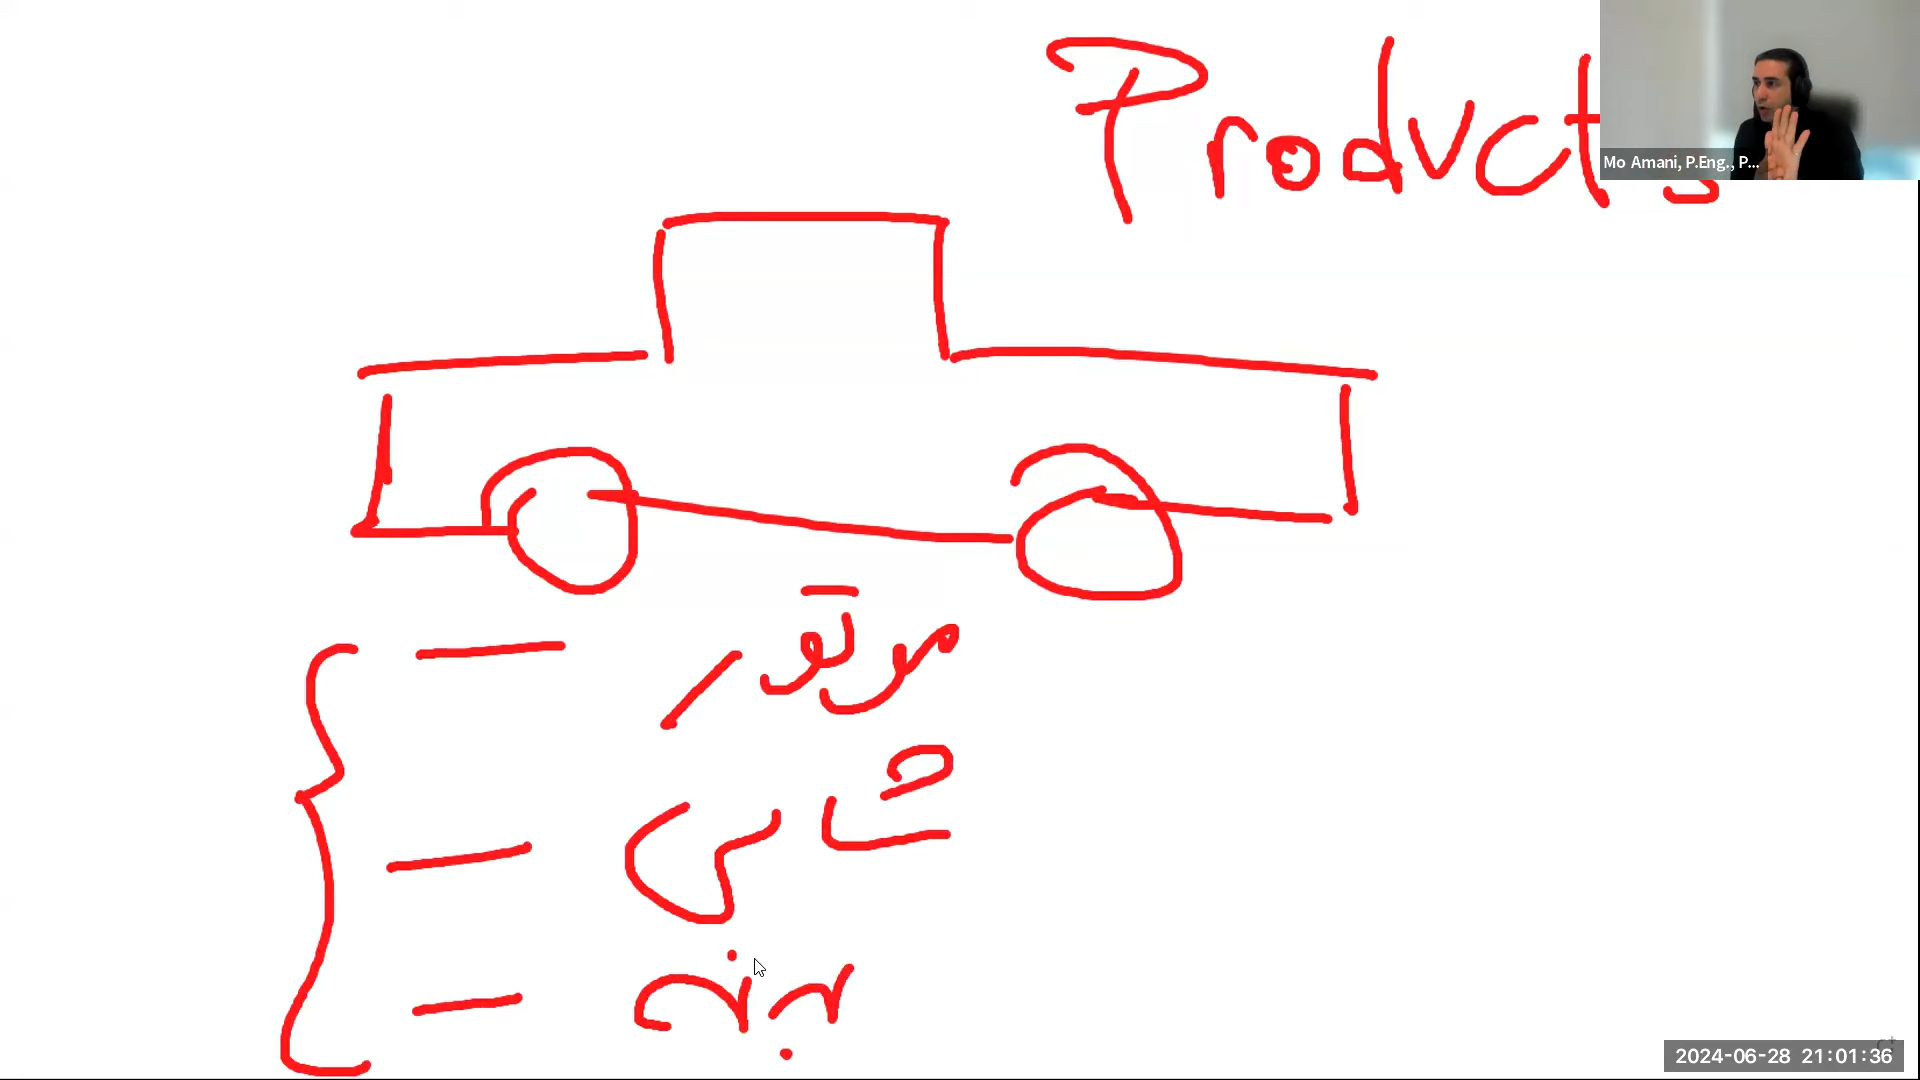 Products
Mo Amani, P.Eng., P...
موتور
شاسی
بدنه
2024-06-28 21:01:36